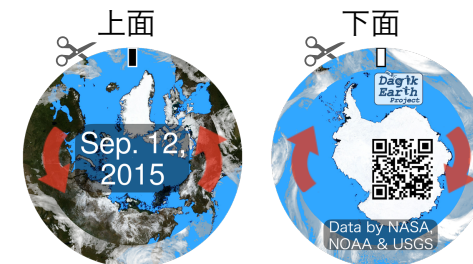 上面
下面
Sep. 12,
2015
Dagik
Earth
Project
Data by NASA,
NOAA & USGS